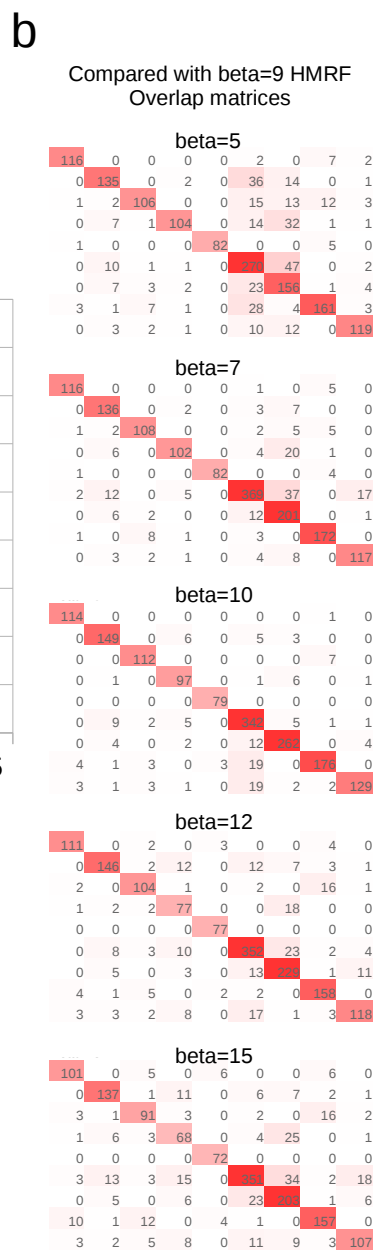 b
Compared with beta=9 HMRF
Overlap matrices
beta=5
116 0 0 0 0 2 0 7 2
0 135 0 2 0 36 14 0 1
1 2 106 0 0 15 13 12 3
0 7 1 104 0 14 32 1 1
1 0 0 0 82 0 0 5 0
0 10 1 1 0 270 47 0 2
0 7 3 2 0 23 156 1 4
3 1 7 1 0 28 4 161 3
0 3 2 1 0 10 12 0 119
beta=7
116 0 0 0 0 1 0 5 0
0 136 0 2 0 3 7 0 0
1 2 108 0 0 2 5 5 0
0 6 0 102 0 4 20 1 0
1 0 0 0 82 0 0 4 0
2 12 0 5 0 309 37 0 17
0 6 2 0 0 12 201 0 1
1 0 8 1 0 3 0 172 0
0 3 2 1 0 4 8 0 117
beta=10
114 0 0 0 0 0 0 1 0
0 149 0 6 0 5 3 0 0
0 0 112 0 0 0 0 7 0
0 1 0 97 0 1 6 0 1
0 0 0 0 79 0 0 0 0
0 9 2 5 0 342 5 1 1
0 4 0 2 0 12 0 4
4 1 3 0 3 19 0 176 0
3 1 3 1 0 19 2 2 129
beta=12
111 0 2 0 3 0 0 4 0
0 146 2 12 0 12 7 3 1
2 0 104 1 0 2 0 16 1
1 2 2 77 0 0 18 0 0
0 0 0 0 77 0 0 0 0
0 8 3 10 0 23 2 4
0 5 0 3 0 13 229 1 11
4 1 5 0 2 2 0 158 0
3 3 2 8 0 17 1 3 118
beta=15
101 0 5 0 6 0 0 6 0
0 137 1 11 0 6 7 2 1
3 1 91 3 0 2 0 16 2
1 6 3 68 0 4 25 0 1
0 0 0 0 72 0 0 0 0
3 13 3 15 0 351 34 2 18
0 5 0 6 0 23 203 1 6
10 1 12 0 4 1 0 157 0
3 2 5 8 0 11 9 3 107